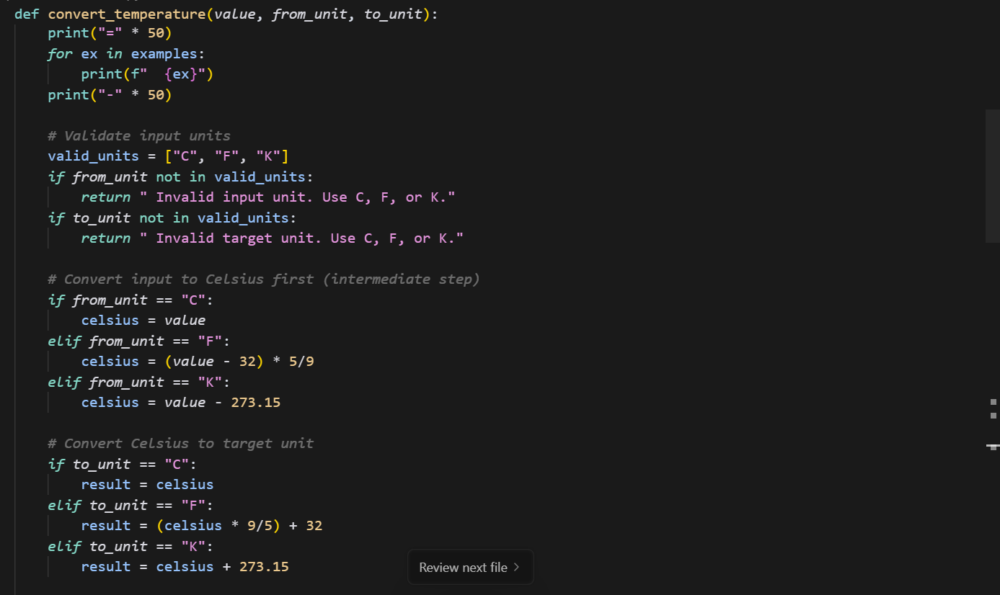 def convert_temperature(value, from_unit, to_unit):
    print("=" * 50)
    for ex in examples:
        print(f"  {ex}")
    print("-" * 50)

    # Validate input units
    valid_units = ["C", "F", "K"]
    if from_unit not in valid_units:
        return " Invalid input unit. Use C, F, or K."
    if to_unit not in valid_units:
        return " Invalid target unit. Use C, F, or K."

    # Convert input to Celsius first (intermediate step)
    if from_unit == "C":
        celsius = value
    elif from_unit == "F":
        celsius = (value - 32) * 5/9
    elif from_unit == "K":
        celsius = value - 273.15

    # Convert Celsius to target unit
    if to_unit == "C":
        result = celsius
    elif to_unit == "F":
        result = (celsius * 9/5) + 32
    elif to_unit == "K":
        result = celsius + 273.15
Review next file >